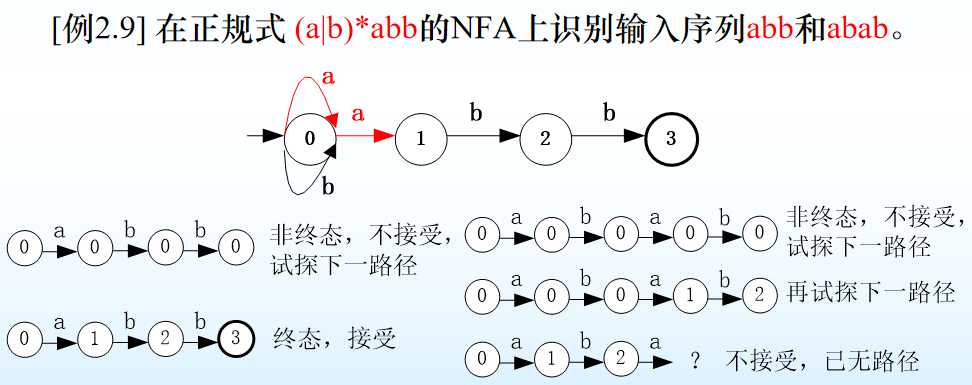 [例2.9] 在正规式 (a|b)*abb的NFA上识别输入序列abb和abab。
a
a b b
0 1 2 3
b
a b b
0 0 0 0
非终态，不接受，
试探下一路径
a b b
0 1 2 3
终态，接受
a b a b
0 0 0 0 0
非终态，不接受，
试探下一路径
a b a b
0 0 0 1 2
再试探下一路径
a b a
0 1 2 ？ 不接受，已无路径